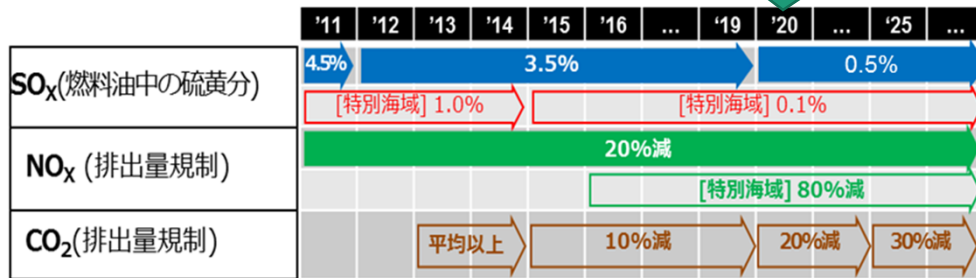 ’11 ’12 ’13 ’14 ’15 ’16 ... ‘19 ’20 ... ‘25 ...
SOX(燃料油中の硫黄分) 4.5% 3.5% 0.5%
[特別海域] 1.0% [特別海域] 0.1%
NOX (排出量規制) 20%減
[特別海域] 80%減
CO2(排出量規制) 平均以上 10%減 20%減 30%減